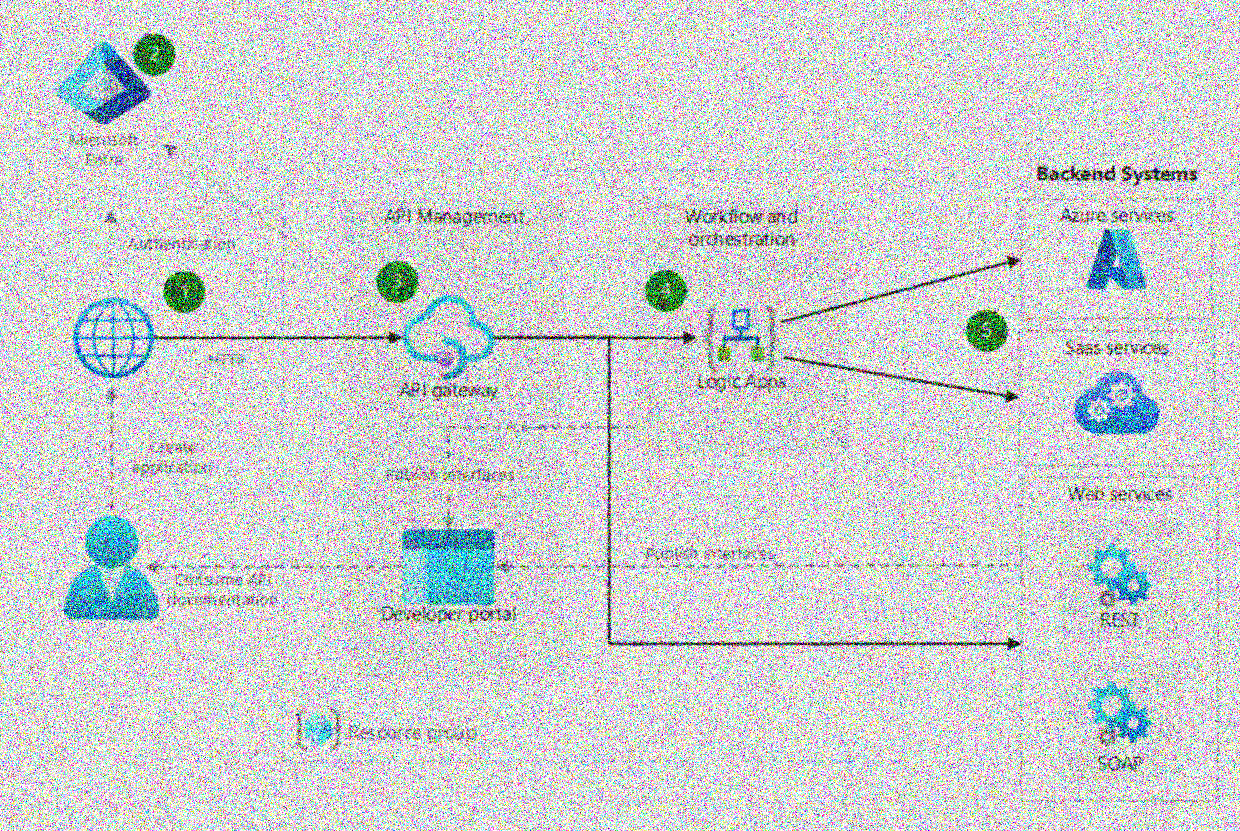 Microsoft
Entra
Authentication
API Management
Workflow and
orchestration
Backend Systems
Azure services
SaaS services
API gateway
Logic Apps
Create
application
Publish interfaces
Web services
Publish interfaces
Consume API
documentation
Developer portal
REST
Resource group
SOAP